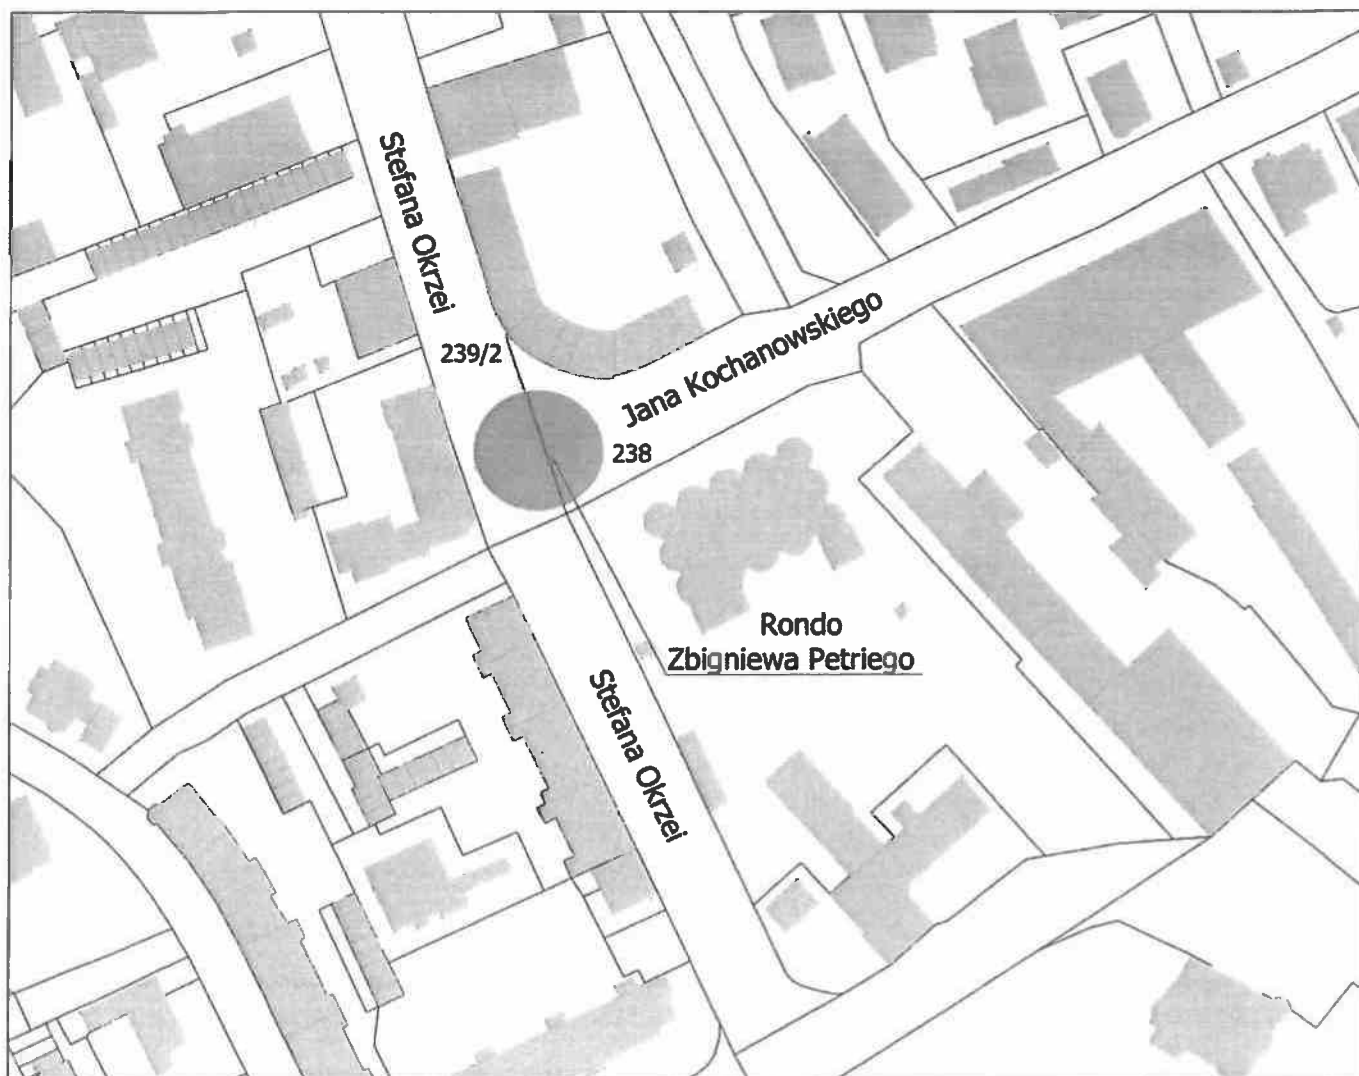 Stefana Okrzei
239/2
Jana Kochanowskiego
238
Rondo
Zbigniewa Petriego
Stefana Okrzei